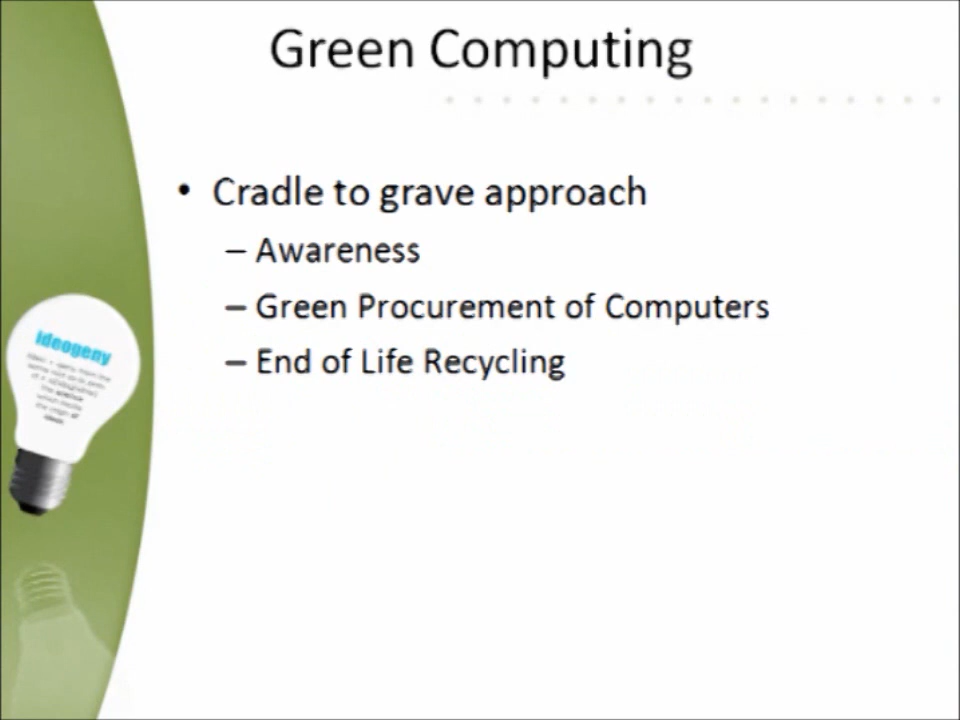 Green Computing
• Cradle to grave approach
– Awareness
– Green Procurement of Computers
– End of Life Recycling
ideogeny